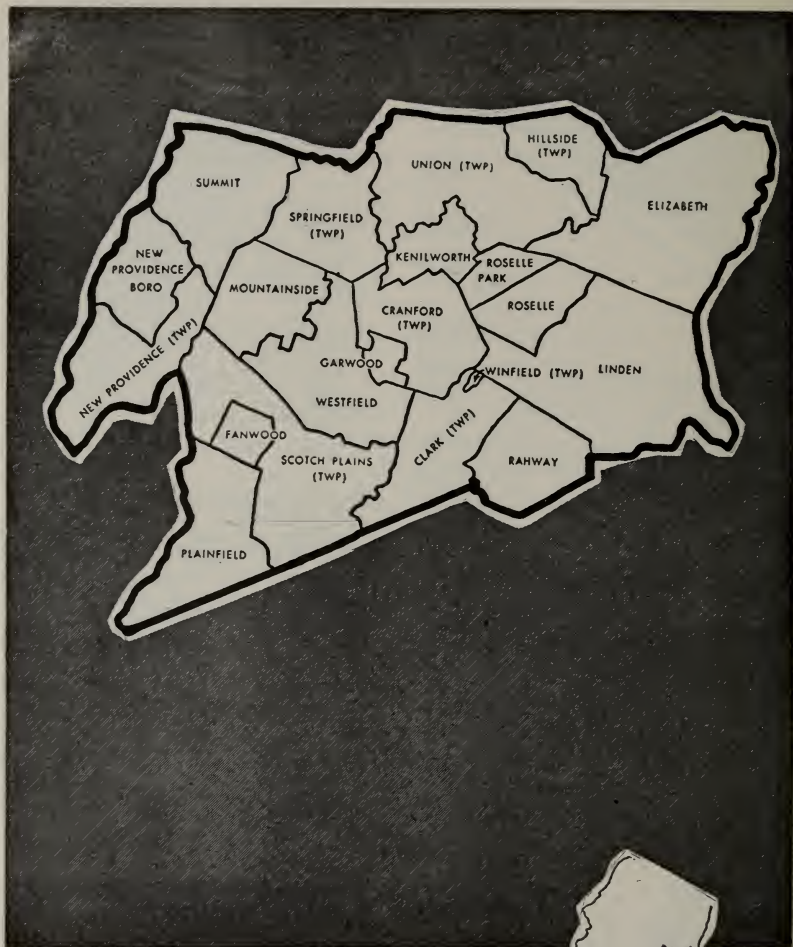 HILLSIDE
(TWP)
UNION (TWP)
SUMMIT
ELIZABETH
SPRINGFIELD
(TWP)
NEW
PROVIDENCE
BORO
KENILWORTH
ROSELLE
PARK
MOUNTAINSIDE
ROSELLE
CRANFORD
(TWP)
NEW PROVIDENCE (TWP)
GARWOOD
WINFIELD (TWP)
LINDEN
WESTFIELD
FANWOOD
CLARK (TWP)
SCOTCH PLAINS
(TWP)
RAHWAY
PLAINFIELD